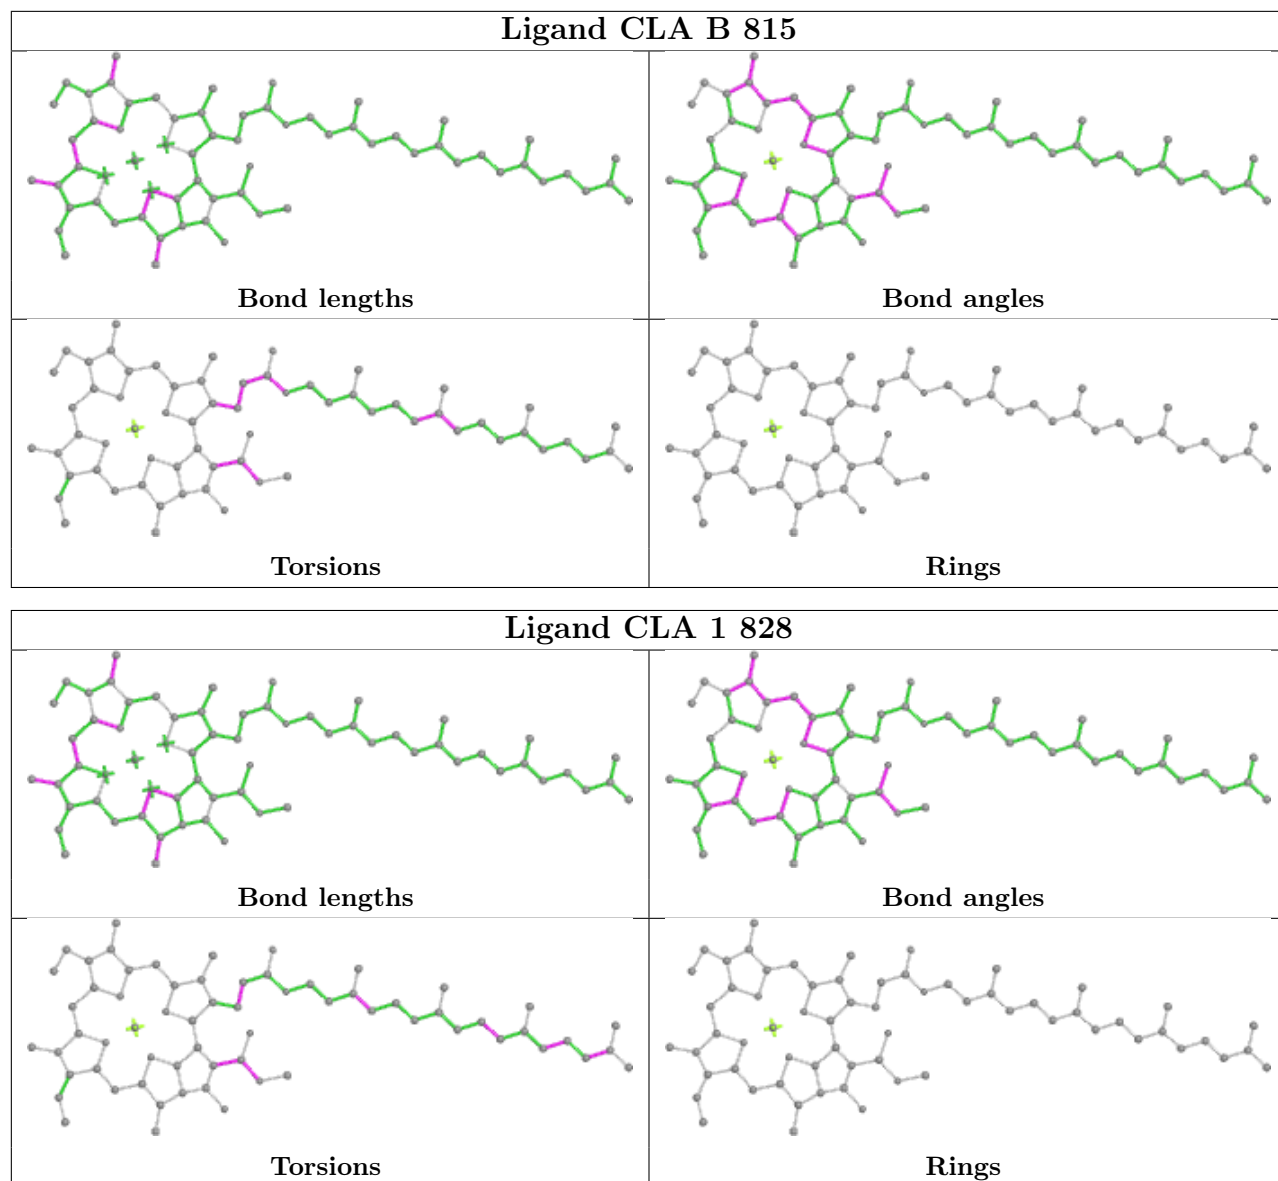 Ligand CLA B 815
Bond lengths
Bond angles
Torsions
Rings
Ligand CLA 1 828
Bond lengths
Bond angles
Torsions
Rings